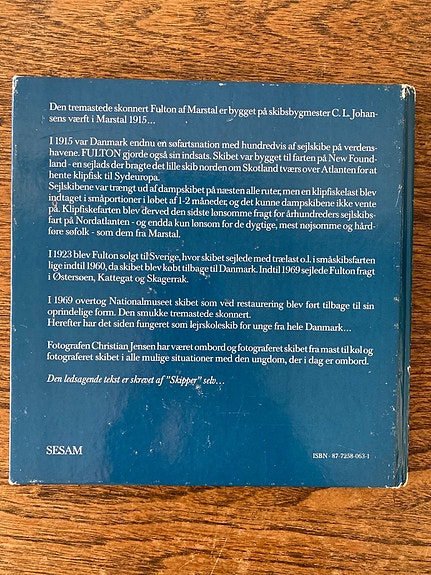 Den tremastede skonnert Fulton af Marstal er bygget på skibsbygmester C. L. Johan-
sens værft i Marstal 1915...
I 1915 var Danmark endnu en søfartsnation med hundredvis af sejlskibe på verdens-
havene. FULTON gjorde også sin indsats. Skibet var bygget til farten på New Found-
land - en sejlads der bragte det lille skib norden om Skotland tværs over Atlanten for at
hente klipfisk til Sydeuropa.
Sejlskibene var trængt ud af dampskibet på næsten alle ruter, men en klipfiskelast blev
indtaget i småportioner i løbet af 1-2 måneder, og det kunne dampskibene ikke vente
på. Klipfiskefarten blev derved den sidste lønsomme fragt for århundreders sejlskibs-
fart på Nordatlanten - og endda kun lønsom for de dygtige, mest nøjsomme og hård-
føre søfolk - som dem fra Marstal.
I 1923 blev Fulton solgt til Sverige, hvor skibet sejlede med trælast o.l. i småskibsfarten
lige indtil 1960, da skibet blev købt tilbage til Danmark. Indtil 1969 sejlede Fulton fragt
i Østersøen, Kattegat og Skagerrak.
I 1969 overtog Nationalmuseet skibet som ved restaurering blev ført tilbage til sin
oprindelige form. Den smukke tremastede skonnert.
Herefter har det siden fungeret som lejrskoleskib for unge fra hele Danmark...
Fotografen Christian Jensen har været ombord og fotograferet skibet fra mast til køl og
fotograferet skibet i alle mulige situationer med den ungdom, der i dag er ombord.
Den ledsagende tekst er skrevet af "Skipper" selv...
SESAM
ISBN - 87-7258-063-1